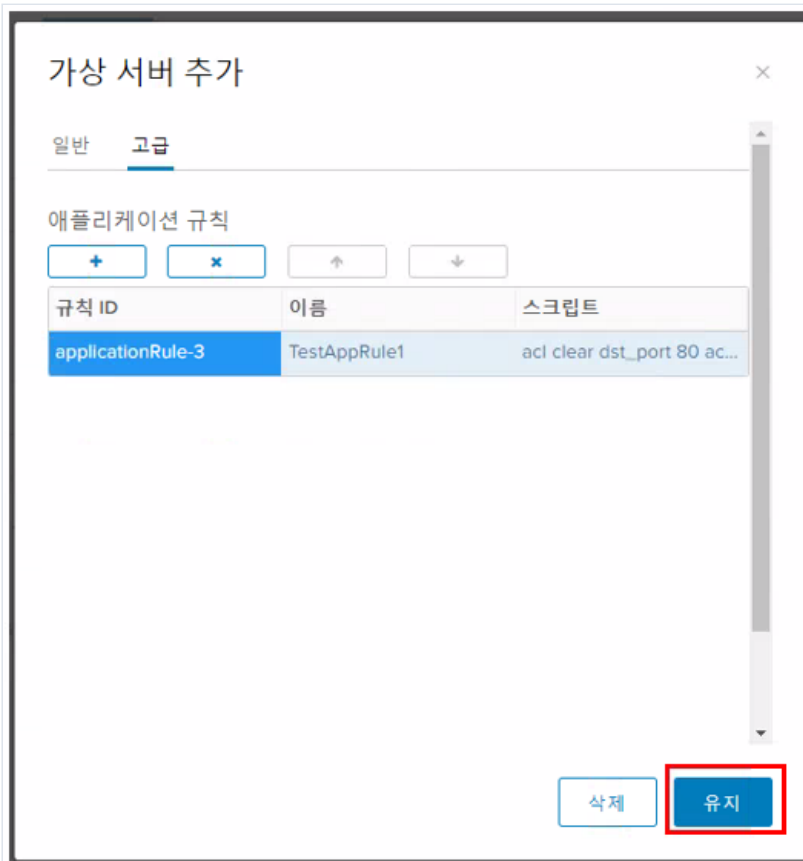 가상 서버 추가
일반 고급
애플리케이션 규칙
규칙 ID 이름 스크립트
applicationRule-3 TestAppRule1 acl clear dst_port 80 ac...
삭제 유지